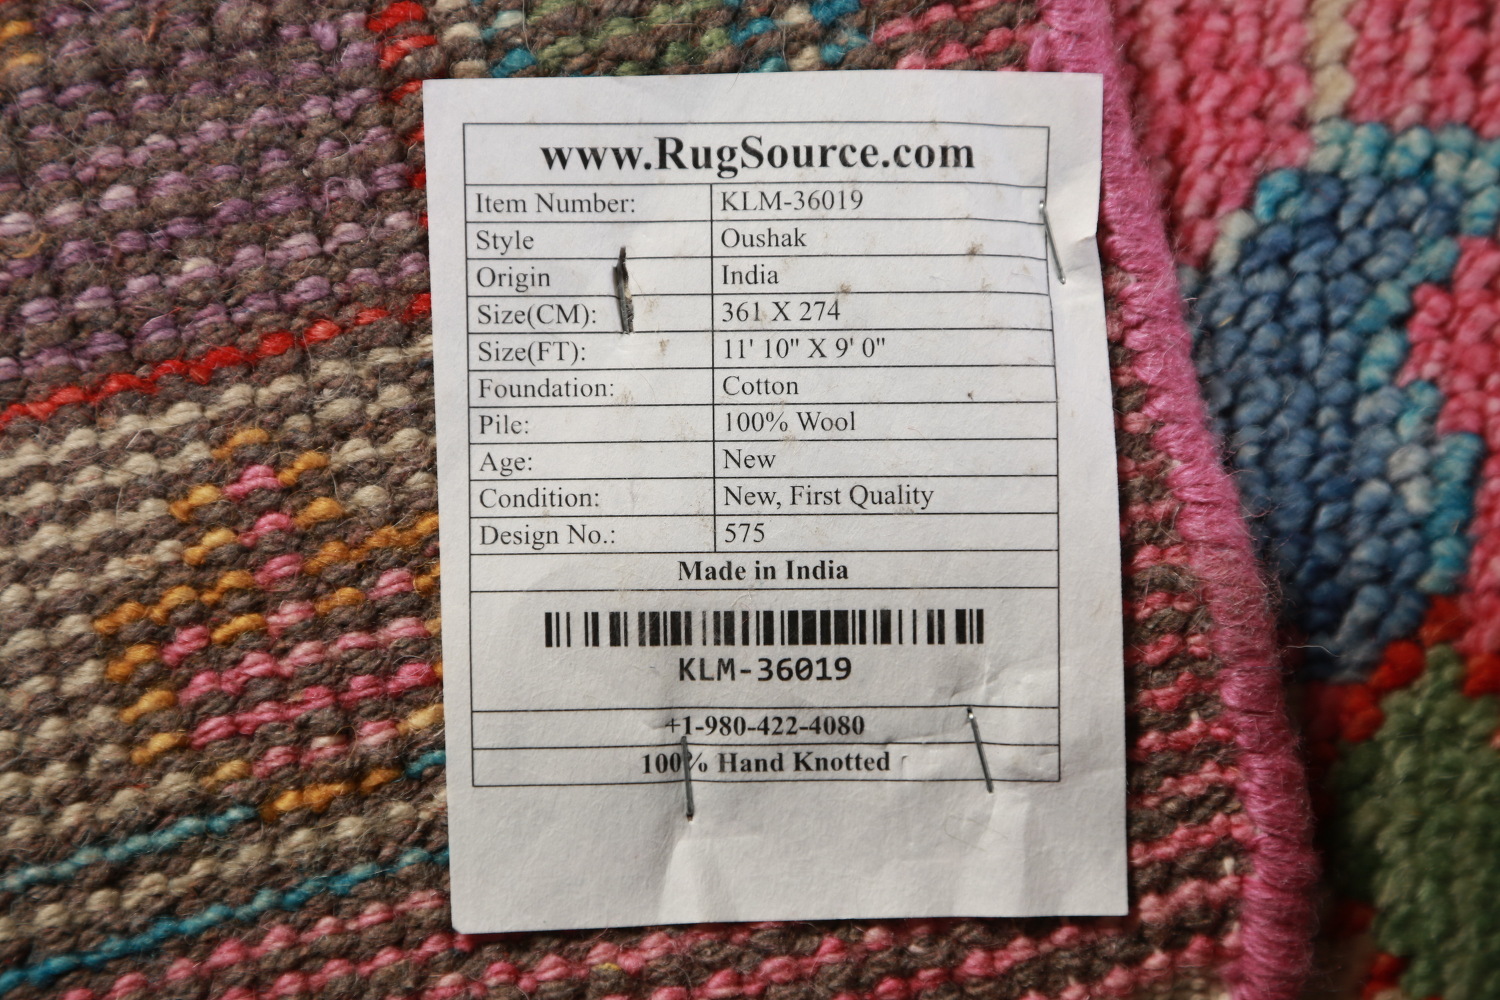 www.RugSource.com
Item Number: KLM-36019
Style Oushak
Origin India
Size(CM): 361 X 274
Size(FT): 11' 10" X 9' 0"
Foundation: Cotton
Pile: 100% Wool
Age: New
Condition: New, First Quality
Design No.: 575
Made in India
KLM-36019
+1-980-422-4080
100% Hand Knotted